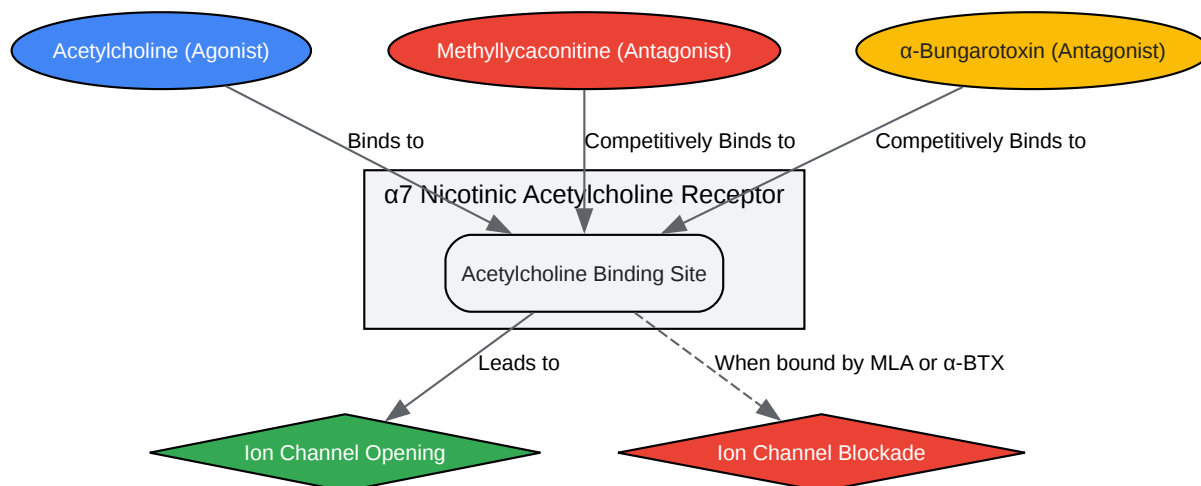 Acetylcholine (Agonist)
Methyllycaconitine (Antagonist)
α-Bungarotoxin (Antagonist)
Binds to
Competitively Binds to
Competitively Binds to
α7 Nicotinic Acetylcholine Receptor
Acetylcholine Binding Site
Leads to
When bound by MLA or α-BTX
Ion Channel Opening
Ion Channel Blockade